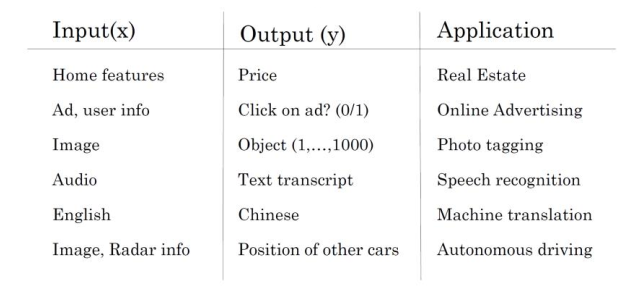 Input(x) Output (y) Application
Home features Price Real Estate
Ad, user info Click on ad? (0/1) Online Advertising
Image Object (1,...,1000) Photo tagging
Audio Text transcript Speech recognition
English Chinese Machine translation
Image, Radar info Position of other cars Autonomous driving